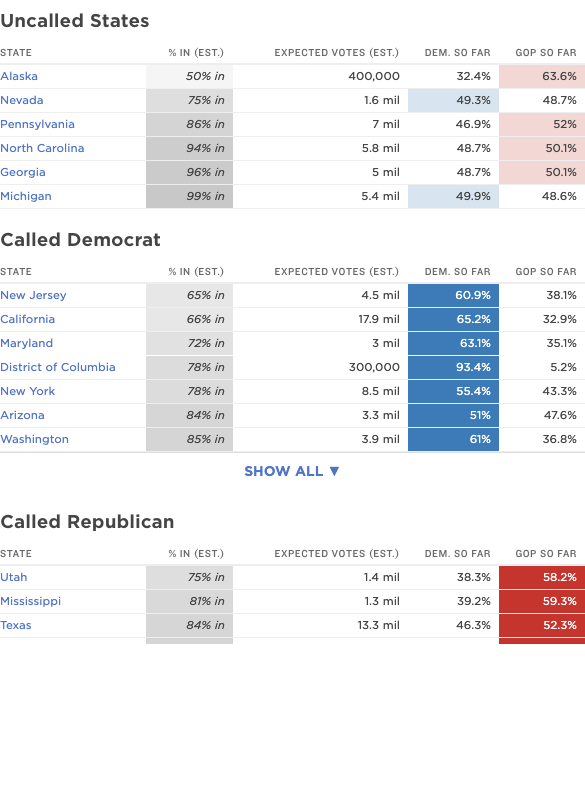 Uncalled States
STATE % IN (EST.) EXPECTED VOTES (EST.) DEM. SO FAR GOP SO FAR
Alaska 50% in 400,000 32.4% 63.6%
Nevada 75% in 1.6 mil 49.3% 48.7%
Pennsylvania 86% in 7 mil 46.9% 52%
North Carolina 94% in 5.8 mil 48.7% 50.1%
Georgia 96% in 5 mil 48.7% 50.1%
Michigan 99% in 5.4 mil 49.9% 48.6%
Called Democrat
STATE % IN (EST.) EXPECTED VOTES (EST.) DEM. SO FAR GOP SO FAR
New Jersey 65% in 4.5 mil 60.9% 38.1%
California 66% in 17.9 mil 65.2% 32.9%
Maryland 72% in 3 mil 63.1% 35.1%
District of Columbia 78% in 300,000 93.4% 5.2%
New York 78% in 8.5 mil 55.4% 43.3%
Arizona 84% in 3.3 mil 51% 47.6%
Washington 85% in 3.9 mil 61% 36.8%
SHOW ALL ▼
Called Republican
STATE % IN (EST.) EXPECTED VOTES (EST.) DEM. SO FAR GOP SO FAR
Utah 75% in 1.4 mil 38.3% 58.2%
Mississippi 81% in 1.3 mil 39.2% 59.3%
Texas 84% in 13.3 mil 46.3% 52.3%